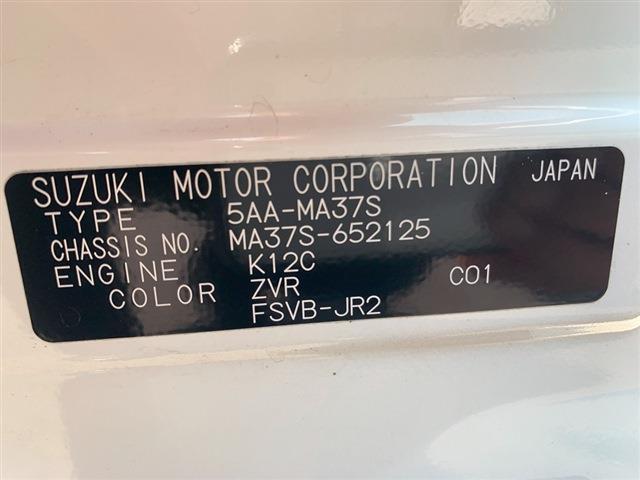 SUZUKI MOTOR CORPORATION JAPAN
TYPE 5AA-MA37S
CHASSIS NO. MA37S-652125
ENGINE K12C
COLOR ZVR C01
FSVB-JR2